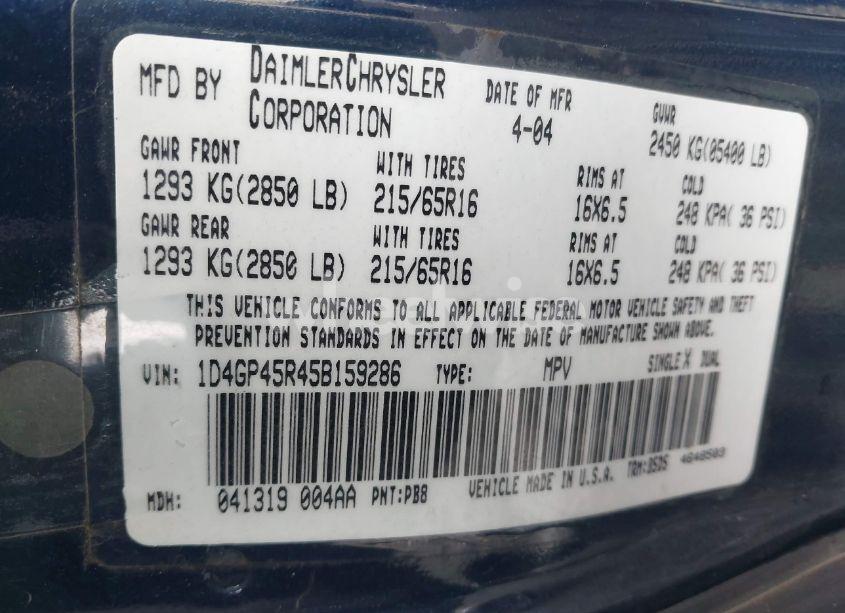 MFD BY DAIMLERCHRYSLER CORPORATION
DATE OF MFR 4-04
GVWR 2450 KG(05400 LB)
GAWR FRONT WITH TIRES RIMS AT COLD
1293 KG(2850 LB) 215/65R16 16X6.5 248 KPA( 36 PSI)
GAWR REAR WITH TIRES RIMS AT COLD
1293 KG(2850 LB) 215/65R16 16X6.5 248 KPA( 36 PSI)
THIS VEHICLE CONFORMS TO ALL APPLICABLE FEDERAL MOTOR VEHICLE SAFETY AND THEFT
PREVENTION STANDARDS IN EFFECT ON THE DATE OF MANUFACTURE SHOWN ABOVE.
VIN: 1D4GP45R45B159286 TYPE: MPV SINGLE X DUAL
MDH: 041319 004AA PNT:PB8 VEHICLE MADE IN U.S.A. TRM:DSDS 4648503